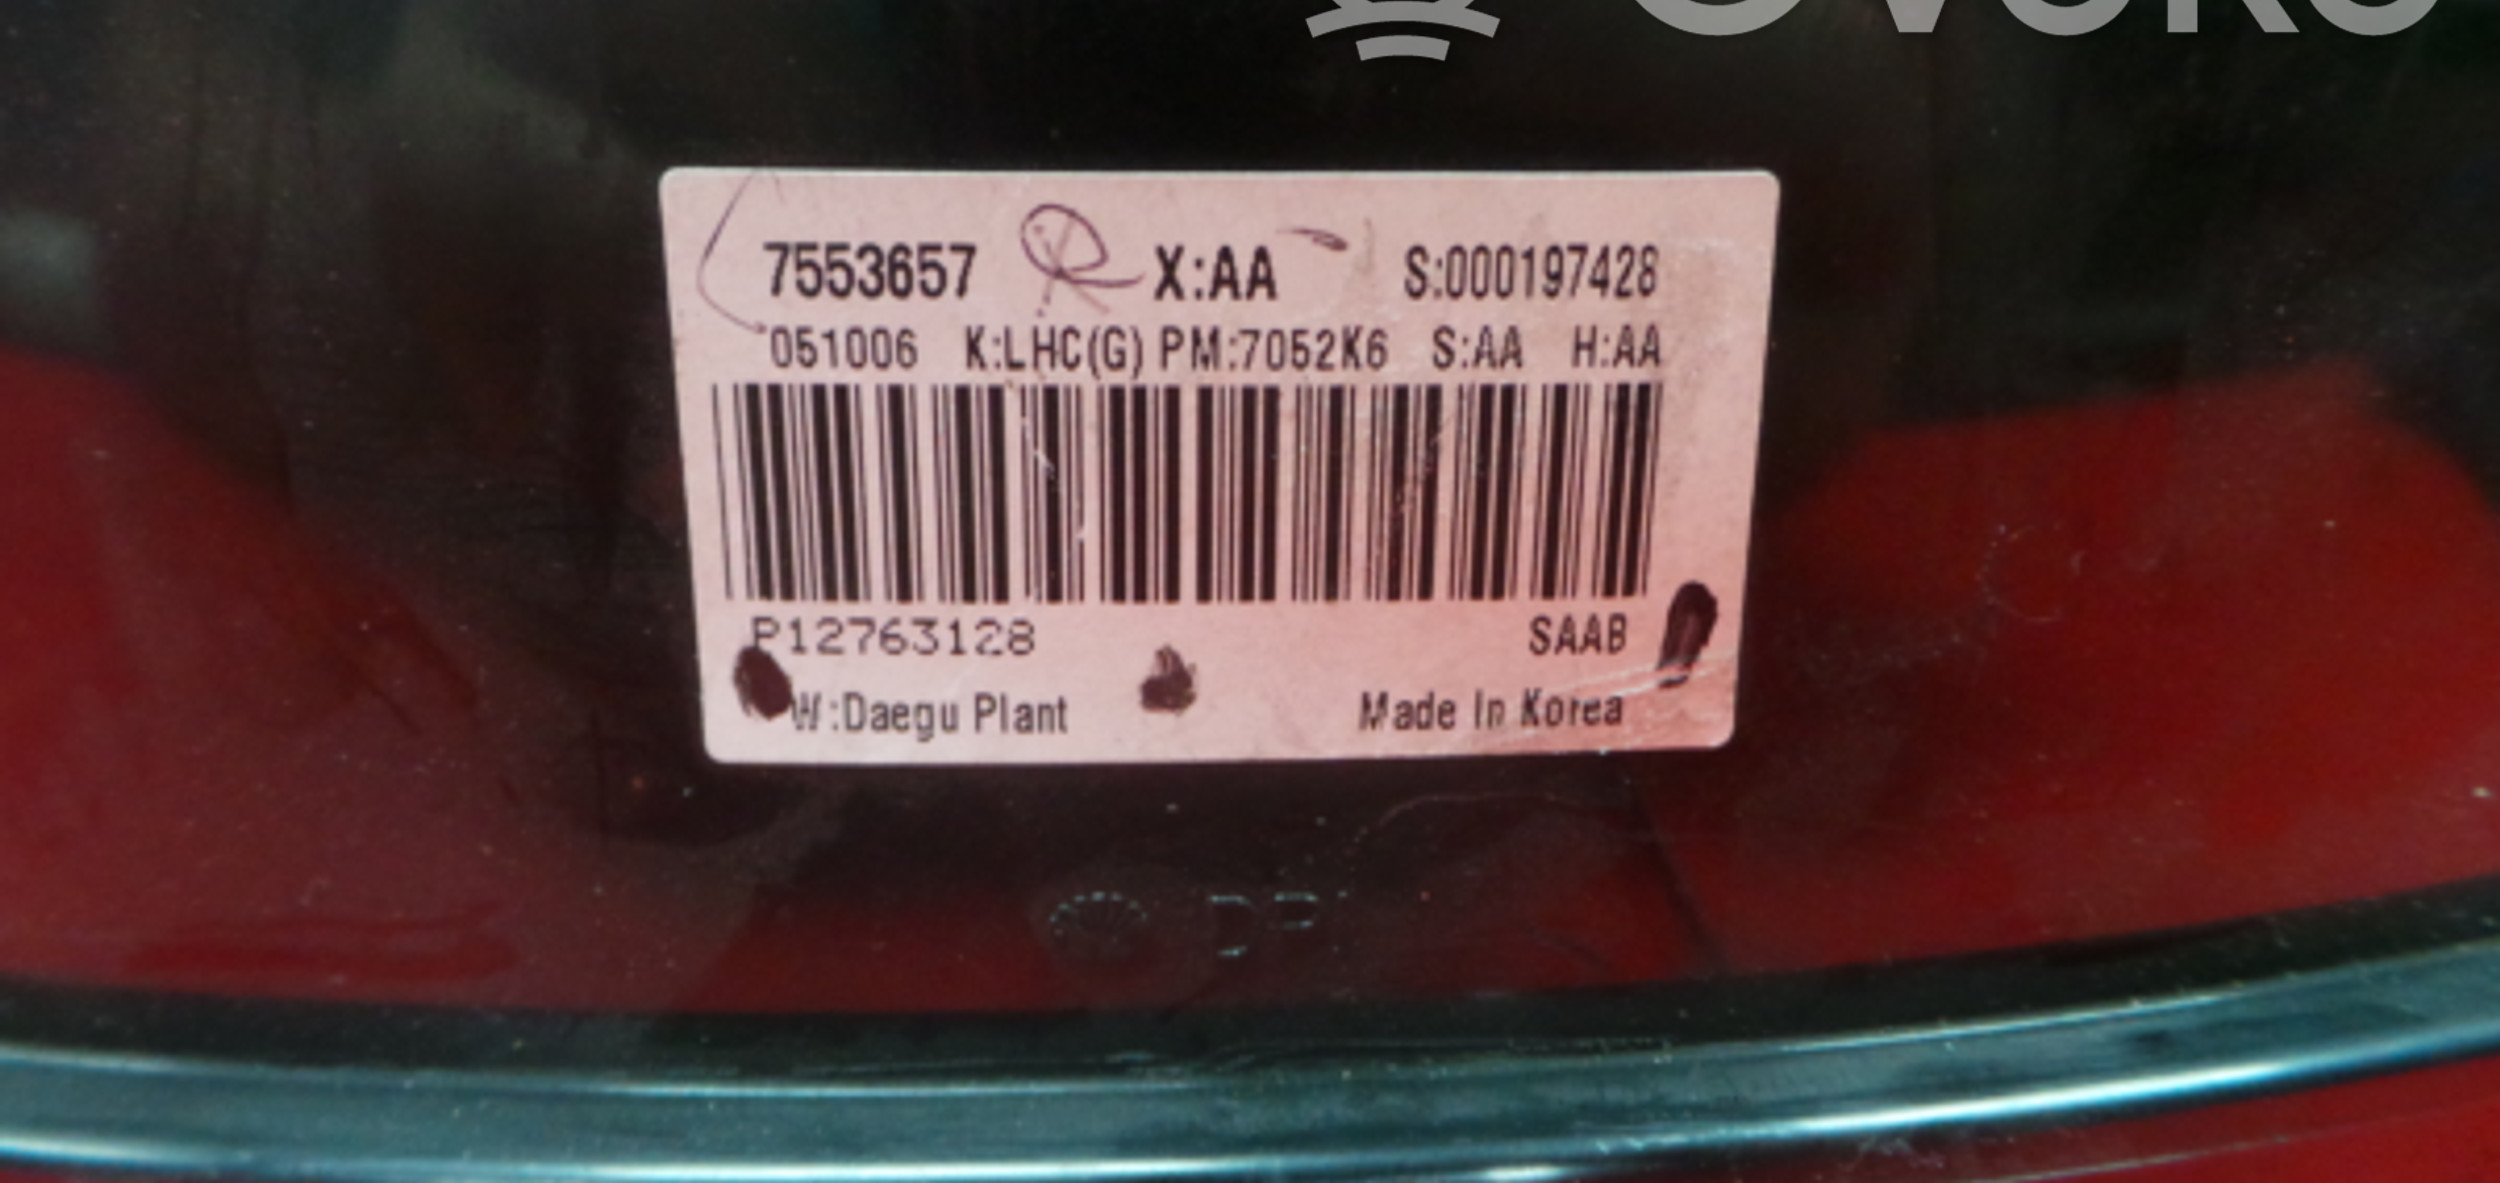 7553657 X:AA S:000197428
051006 K:LHC(G) PM:7052K6 S:AA H:AA
P12763128 SAAB
W:Daegu Plant Made In Korea